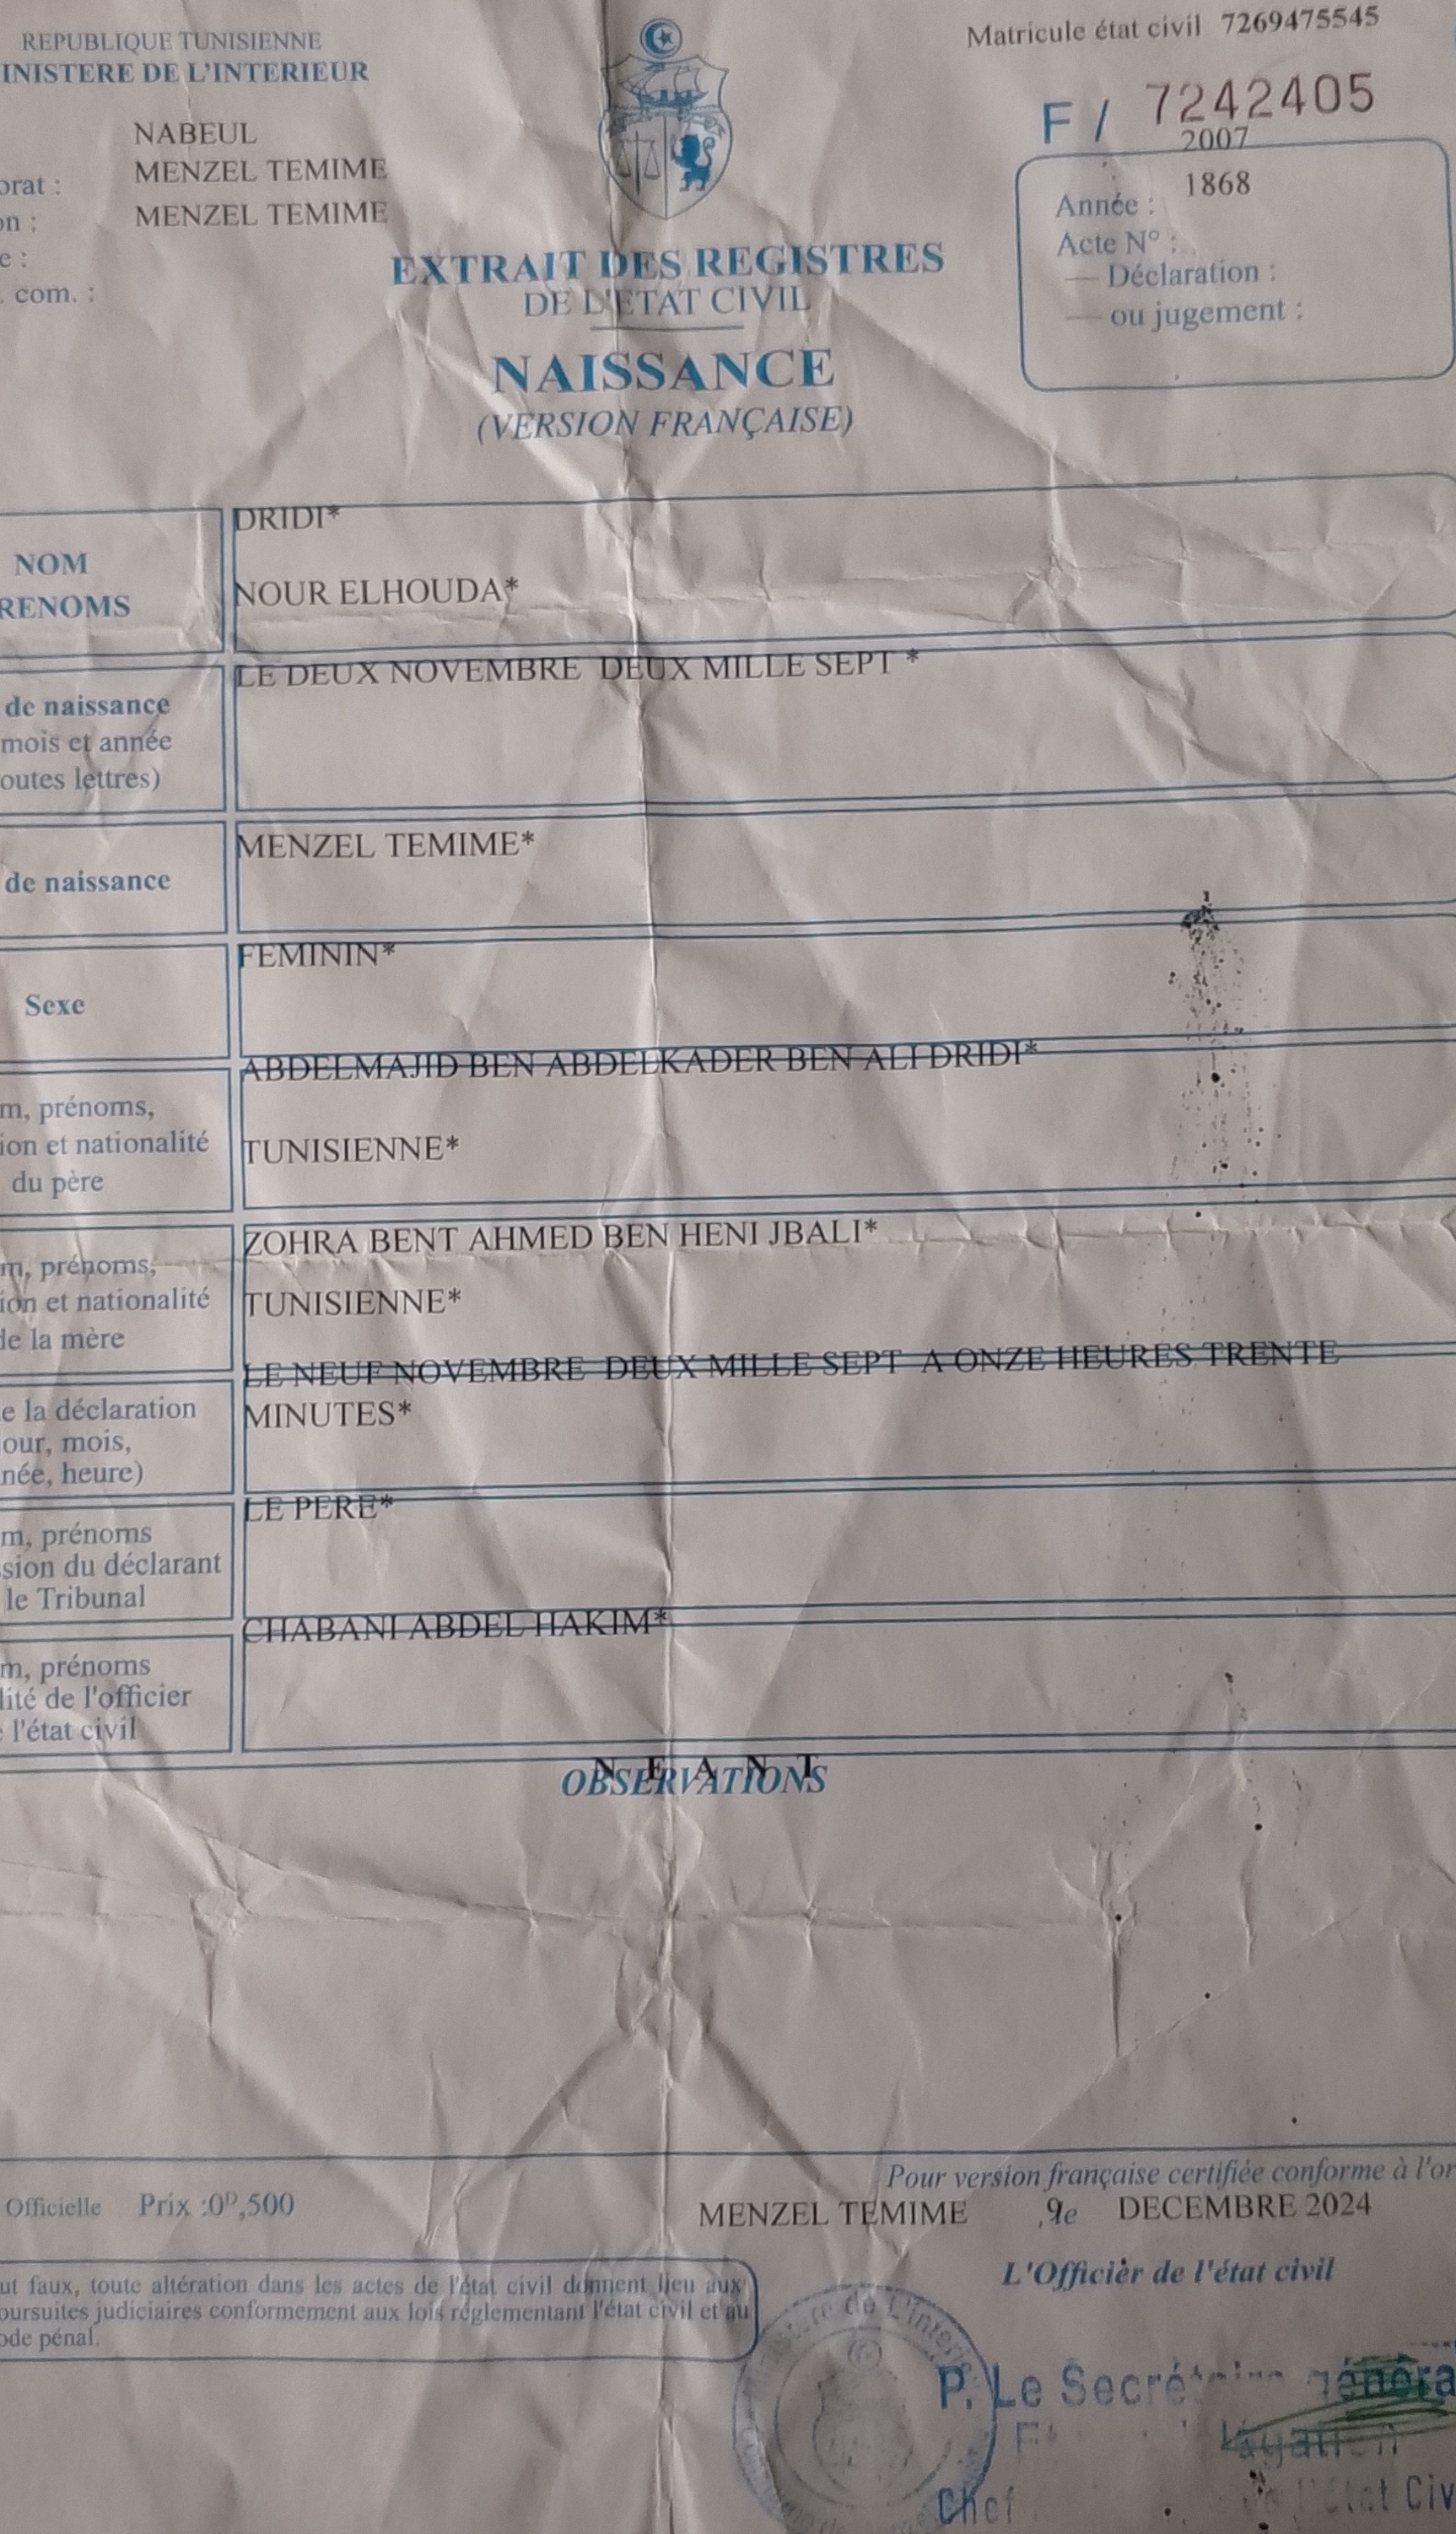 REPUBLIQUE TUNISIENNE
INISTERE DE L'INTERIEUR
Matricule état civil 7269475545
F / 7242405
NABEUL
orat : MENZEL TEMIME
on : MENZEL TEMIME
e :
. com. :
2007
Année : 1868
Acte N° :
— Déclaration :
— ou jugement :
EXTRAIT DES REGISTRES
DE L'ETAT CIVIL
NAISSANCE
(VERSION FRANÇAISE)
NOM
RENOMS
DRIDI*
NOUR ELHOUDA*
de naissance
mois et année
outes lettres)
LE DEUX NOVEMBRE DEUX MILLE SEPT *
de naissance
MENZEL TEMIME*
Sexe
FEMININ*
m, prénoms,
ion et nationalité
du père
ABDELMAJID BEN ABDELKADER BEN ALI DRIDI*
TUNISIENNE*
m, prénoms,
ion et nationalité
de la mère
ZOHRA BENT AHMED BEN HENI JBALI*
TUNISIENNE*
e la déclaration
our, mois,
née, heure)
LE NEUF NOVEMBRE DEUX MILLE SEPT A ONZE HEURES TRENTE
MINUTES*
m, prénoms
sion du déclarant
le Tribunal
LE PERE*
m, prénoms
lité de l'officier
l'état civil
CHABANI ABDEL HAKIM*
N E A N T
OBSERVATIONS
Pour version française certifiée conforme à l'or
Officielle Prix :0ᴰ,500
MENZEL TEMIME 9 DECEMBRE 2024
L'Officier de l'état civil
ut faux, toute altération dans les actes de l'état civil donnent lieu aux
oursuites judiciaires conformement aux lois réglementant l'état civil et au
ode pénal.
P. Le Secrétaire généra
Chef
l'état Civ